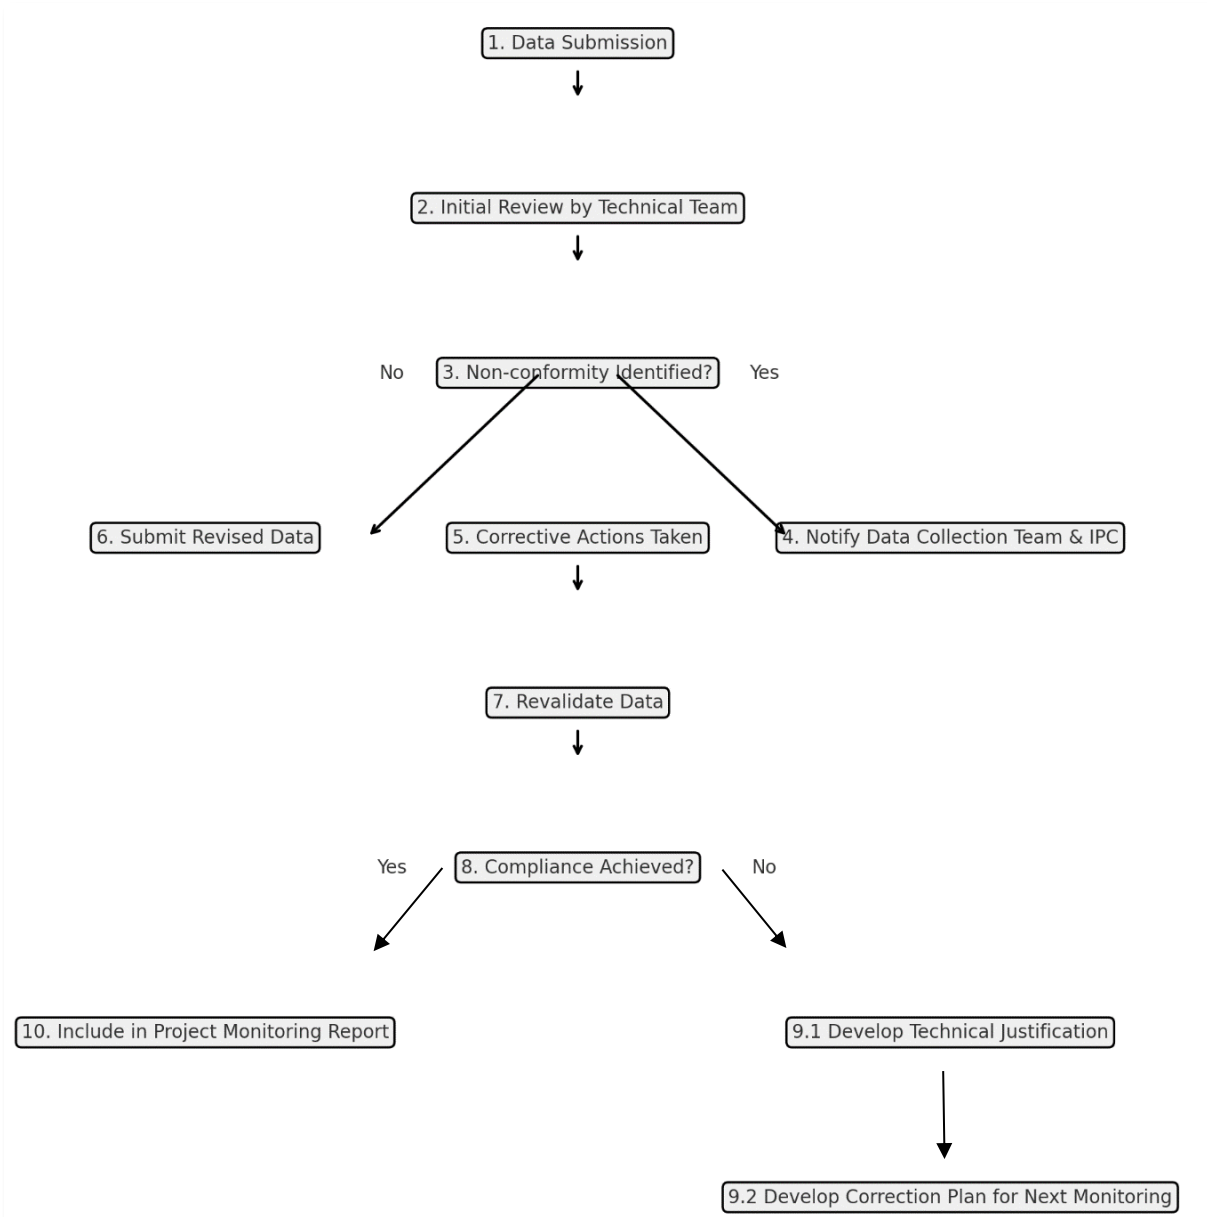 1. Data Submission
2. Initial Review by Technical Team
No
3. Non-conformity Identified?
Yes
6. Submit Revised Data
5. Corrective Actions Taken
4. Notify Data Collection Team & IPC
7. Revalidate Data
Yes
8. Compliance Achieved?
No
10. Include in Project Monitoring Report
9.1 Develop Technical Justification
9.2 Develop Correction Plan for Next Monitoring